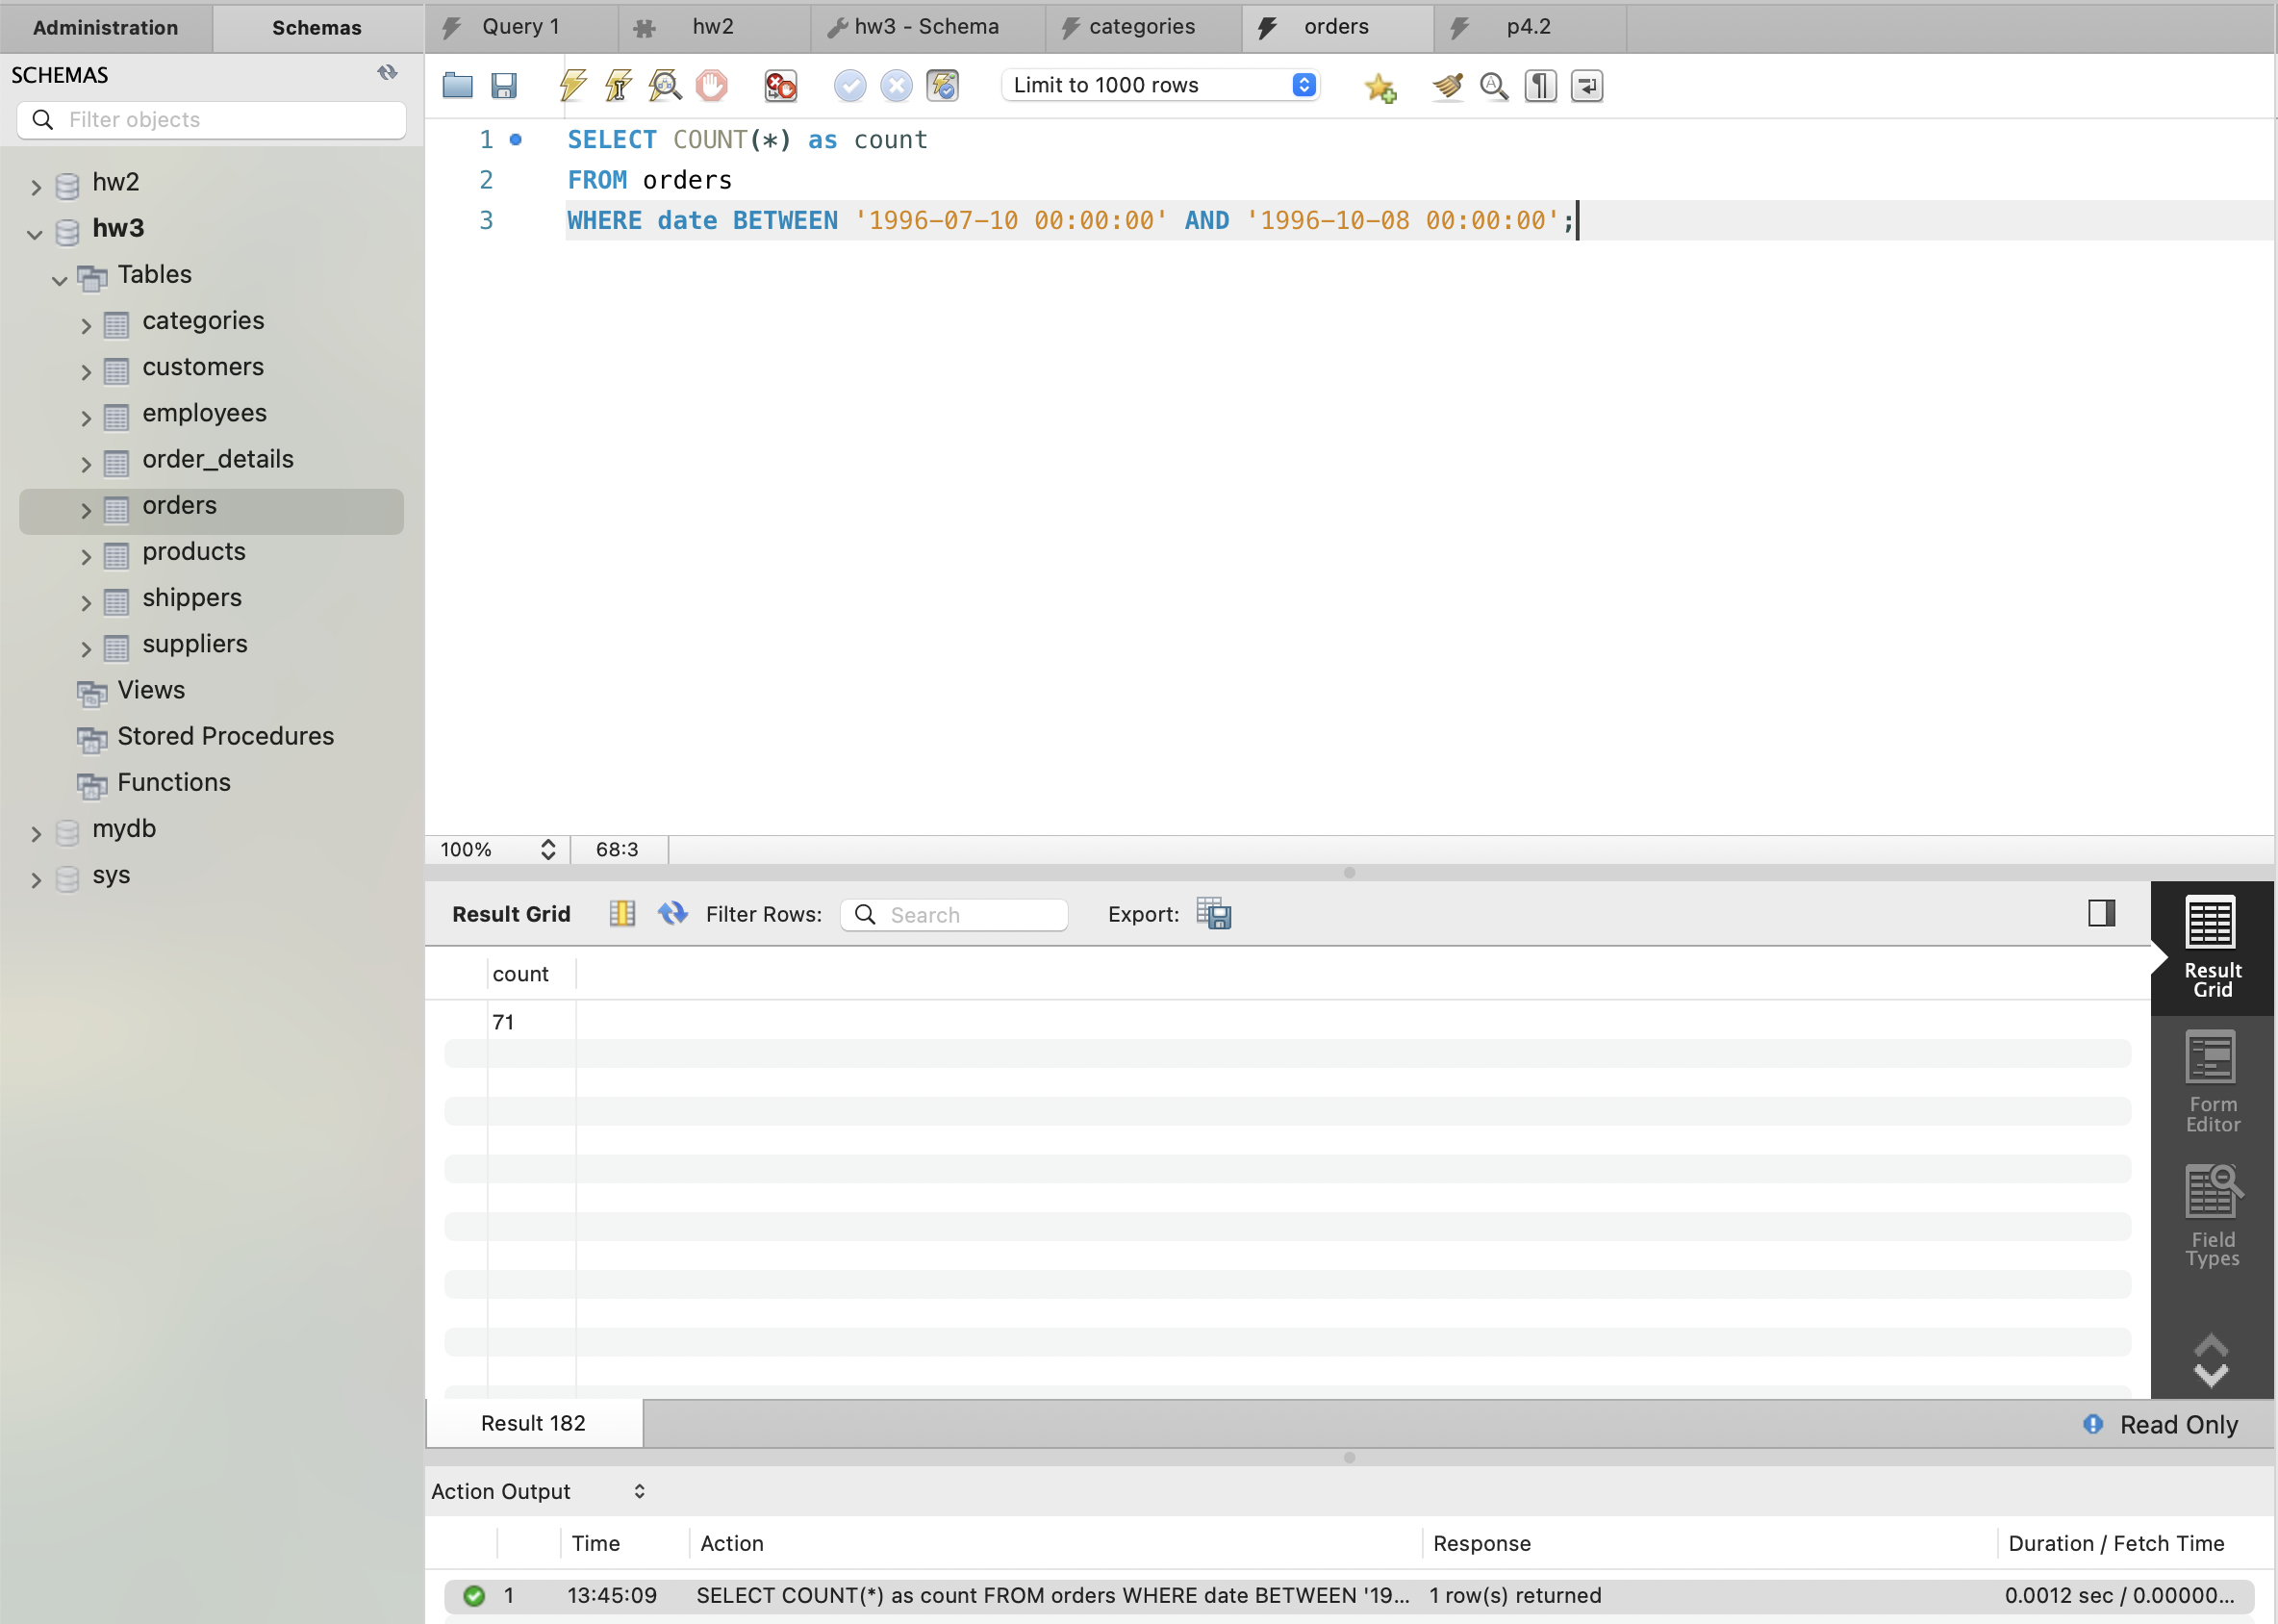 Administration
Schemas
Query 1
hw2
hw3 - Schema
categories
orders
p4.2
SCHEMAS
Filter objects
Limit to 1000 rows
hw2
hw3
Tables
categories
customers
employees
order_details
orders
products
shippers
suppliers
Views
Stored Procedures
Functions
mydb
sys
1 SELECT COUNT(*) as count
2 FROM orders
3 WHERE date BETWEEN '1996-07-10 00:00:00' AND '1996-10-08 00:00:00';
100% 68:3
Result Grid Filter Rows: Search Export:
count
71
Result Grid
Form Editor
Field Types
Result 182
Read Only
Action Output
Time Action Response Duration / Fetch Time
1 13:45:09 SELECT COUNT(*) as count FROM orders WHERE date BETWEEN '19... 1 row(s) returned 0.0012 sec / 0.00000...